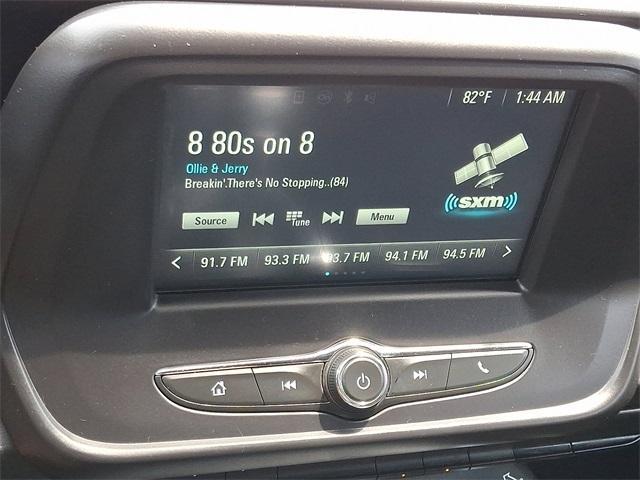 82°F 1:44 AM
8 80s on 8
Ollie & Jerry
Breakin'.There's No Stopping..(84)
((sxm))
Source Tune Menu
< 91.7 FM 93.3 FM 93.7 FM 94.1 FM 94.5 FM >